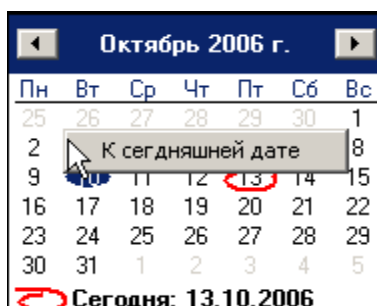 Октябрь 2006 г.
Пн Вт Ср Чт Пт Сб Вс
25 26 27 28 29 30 1
2 К сегдняшней дате 8
9 10 11 12 13 14 15
16 17 18 19 20 21 22
23 24 25 26 27 28 29
30 31 1 2 3 4 5
Сегодня: 13.10.2006